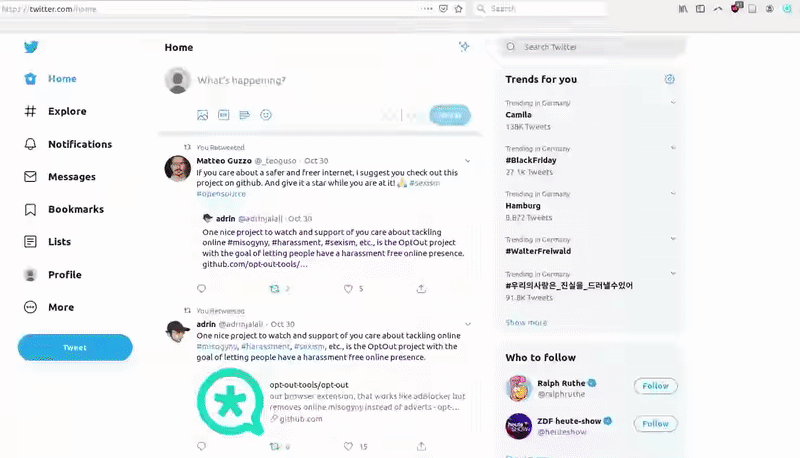 http://twitter.com/home
Search
Home
Explore
Notifications
Messages
Bookmarks
Lists
Profile
More
Tweet
Home
What's happening?
You Retweeted
Matteo Guzzo @_teoguso · Oct 30
If you care about a safer and freer internet, i suggest you check out this
project on github. And give it a star while you are at it! 🙏 #sexism
#opensource
adrin @adrinjalali · Oct 30
One nice project to watch and support of you care about tackling
online #misogyny, #harassment, #sexism, etc., is the OptOut project
with the goal of letting people have a harassment free online presence.
github.com/opt-out-tools/...
2
5
You Retweeted
adrin @adrinjalali · Oct 30
One nice project to watch and support of you care about tackling online
#misogyny, #harassment, #sexism, etc., is the OptOut project with the
goal of letting people have a harassment free online presence.
opt-out-tools/opt-out
our browser extension, that works like adblocker but
removes online misogyny instead of adverts - opt-...
github.com
6
15
Search Twitter
Trends for you
Trending in Germany
Camila
138K Tweets
Trending in Germany
#BlackFriday
27.1K Tweets
Trending in Germany
Hamburg
8,872 Tweets
Trending in Germany
#WalterFreiwald
Trending in Germany
#우리의사랑은_진실을_드러낼수있어
91.8K Tweets
Show more
Who to follow
Ralph Ruthe
@ralphruthe
Follow
ZDF heute-show
@heuteshow
Follow